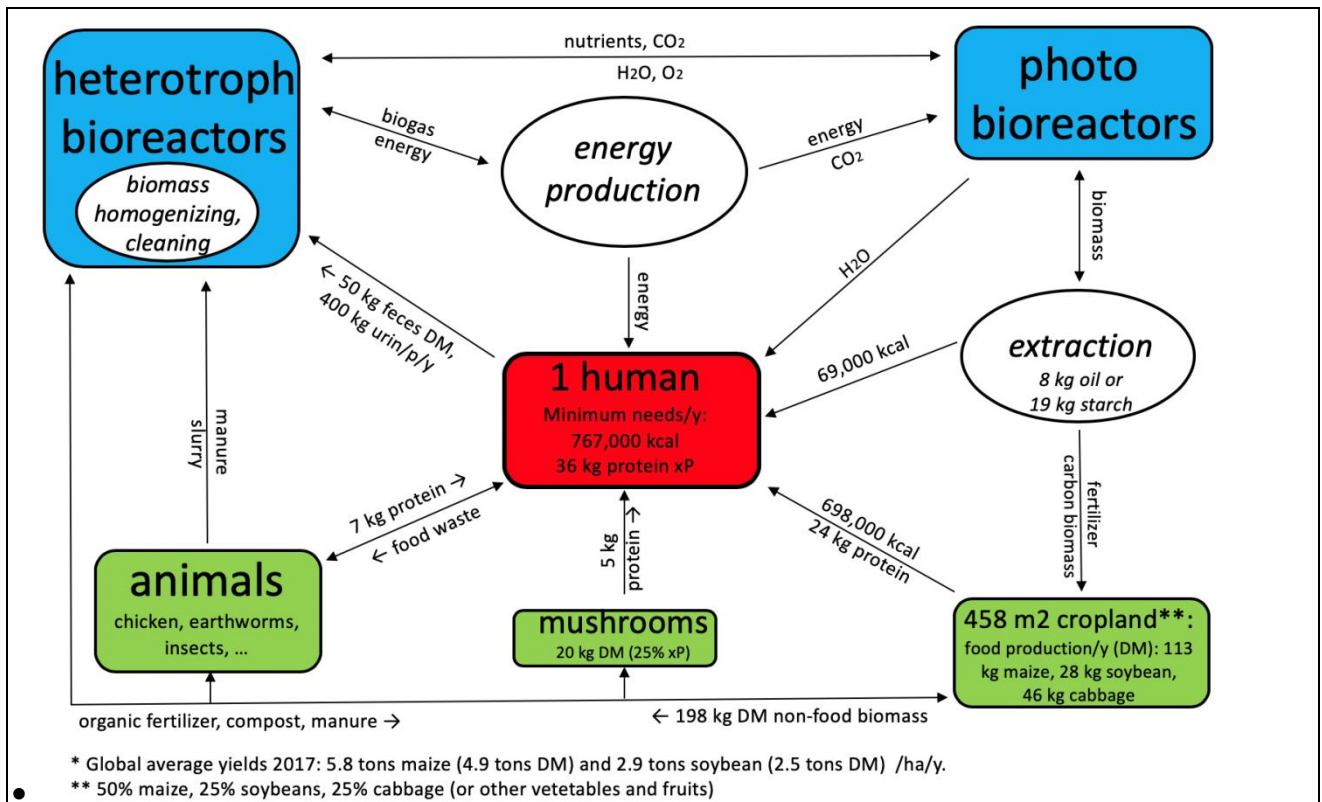 nutrients, CO2
H2O, O2
heterotroph
bioreactors
biomass
homogenizing,
cleaning
photo
bioreactors
biogas
energy
energy
production
energy
CO2
biomass
H2O
energy
← 50 kg feces DM,
400 kg urin/p/y
69,000 kcal
extraction
8 kg oil or
19 kg starch
1 human
Minimum needs/y:
767,000 kcal
36 kg protein xP
manure
slurry
7 kg protein →
← food waste
5 kg
protein →
698,000 kcal
24 kg protein
fertilizer
carbon biomass
animals
chicken, earthworms,
insects, ...
mushrooms
20 kg DM (25% xP)
458 m2 cropland**:
food production/y (DM): 113
kg maize, 28 kg soybean,
46 kg cabbage
organic fertilizer, compost, manure →
← 198 kg DM non-food biomass
* Global average yields 2017: 5.8 tons maize (4.9 tons DM) and 2.9 tons soybean (2.5 tons DM) /ha/y.
** 50% maize, 25% soybeans, 25% cabbage (or other vetetables and fruits)